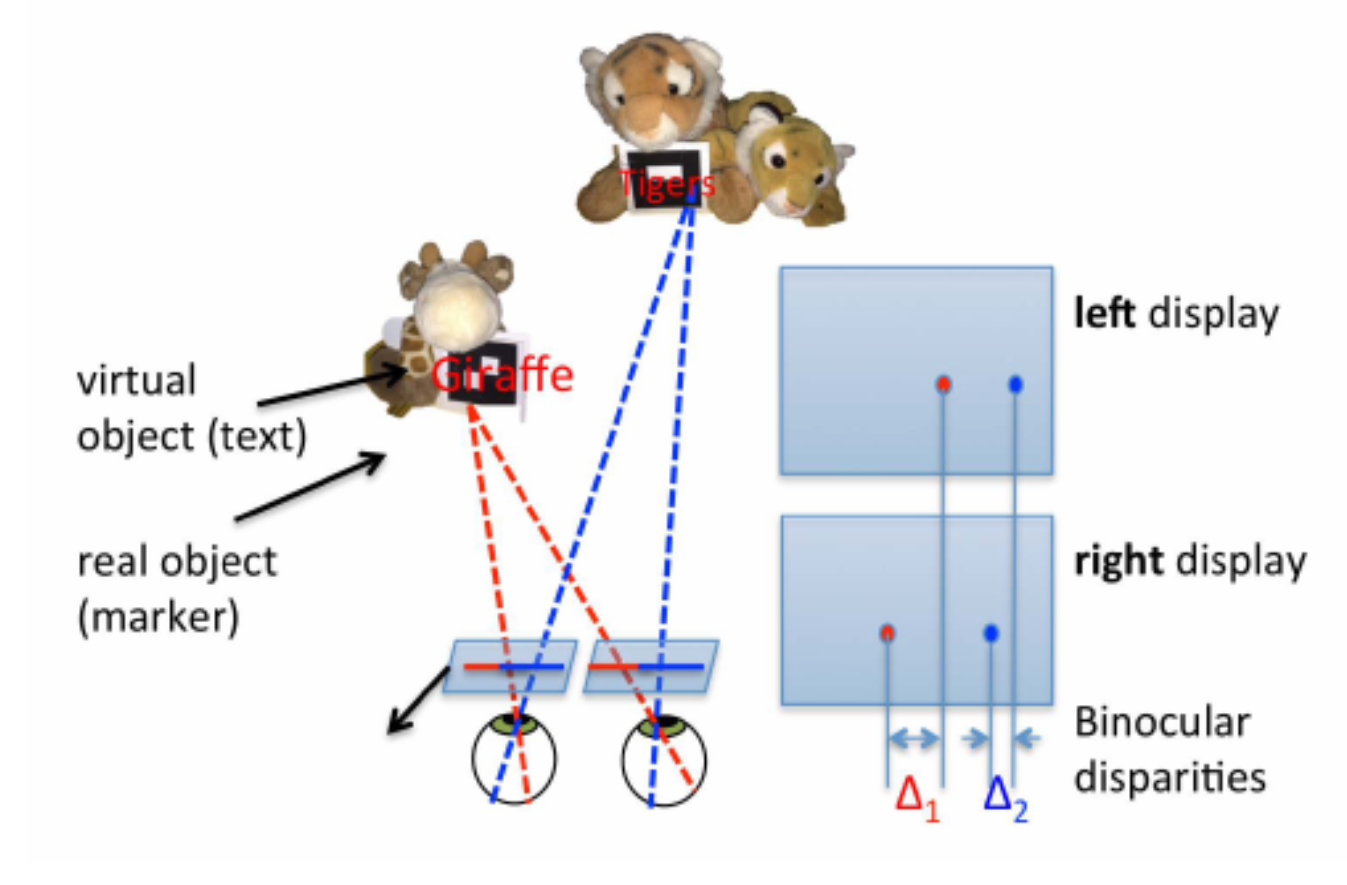 Tigers
Giraffe
virtual
object (text)
real object
(marker)
left display
right display
Binocular
disparities
Δ1
Δ2